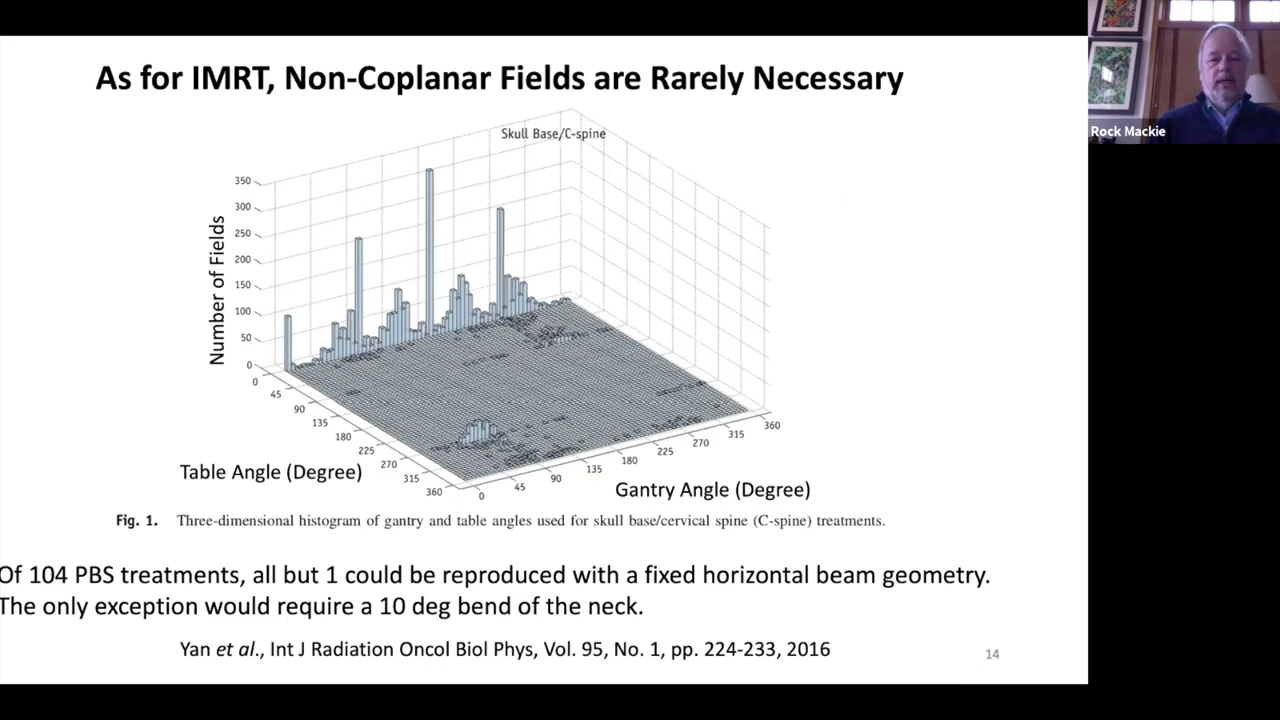 As for IMRT, Non-Coplanar Fields are Rarely Necessary
Rock Mackie
Skull Base/C-spine
Number of Fields
350
300
250
200
150
100
50
0
0
45
90
135
180
225
270
315
360
Table Angle (Degree)
0
45
90
135
180
225
270
315
360
Gantry Angle (Degree)
Fig. 1. Three-dimensional histogram of gantry and table angles used for skull base/cervical spine (C-spine) treatments.
Of 104 PBS treatments, all but 1 could be reproduced with a fixed horizontal beam geometry.
The only exception would require a 10 deg bend of the neck.
Yan et al., Int J Radiation Oncol Biol Phys, Vol. 95, No. 1, pp. 224-233, 2016
14